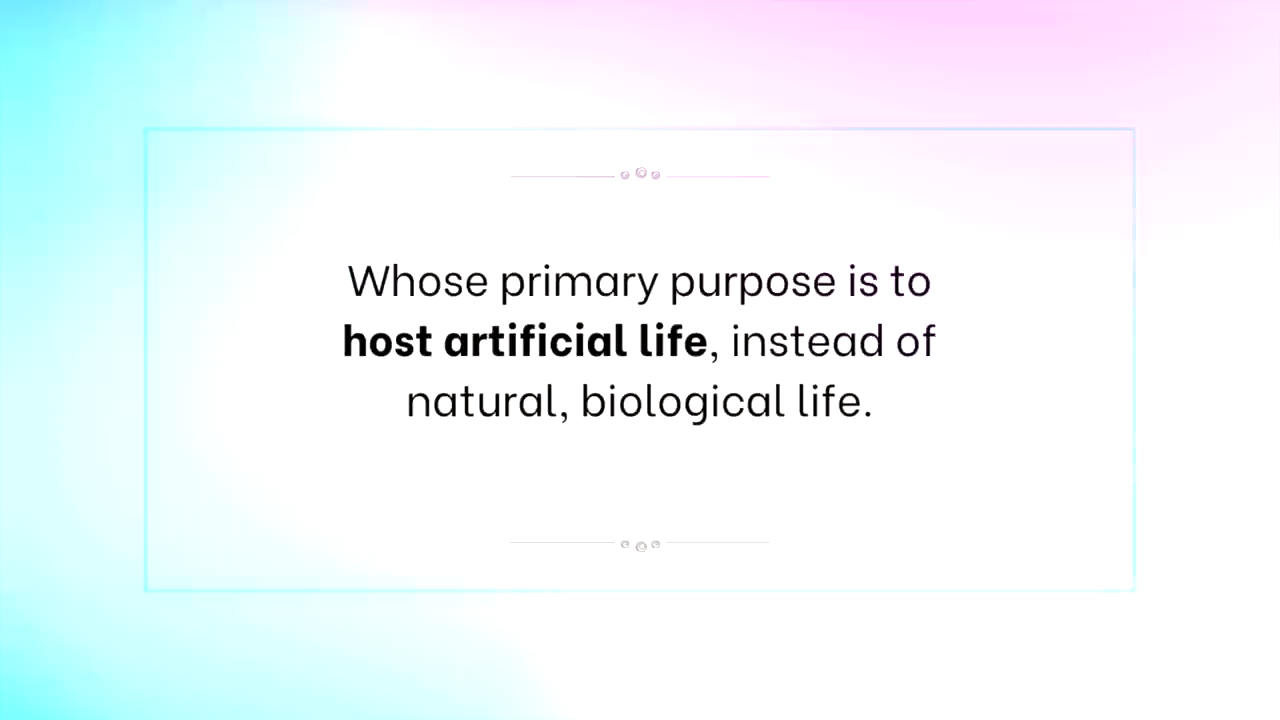 Whose primary purpose is to
host artificial life, instead of
natural, biological life.